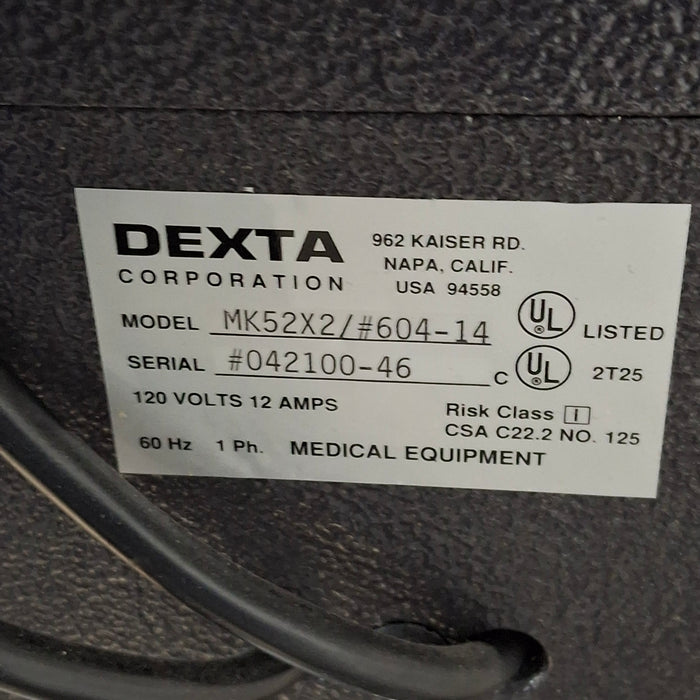 DEXTA
CORPORATION
962 KAISER RD.
NAPA, CALIF.
USA 94558
MODEL MK52X2/#604-14
SERIAL #042100-46
UL LISTED
C UL 2T25
120 VOLTS 12 AMPS
60 Hz 1 Ph. MEDICAL EQUIPMENT
Risk Class I
CSA C22.2 NO. 125